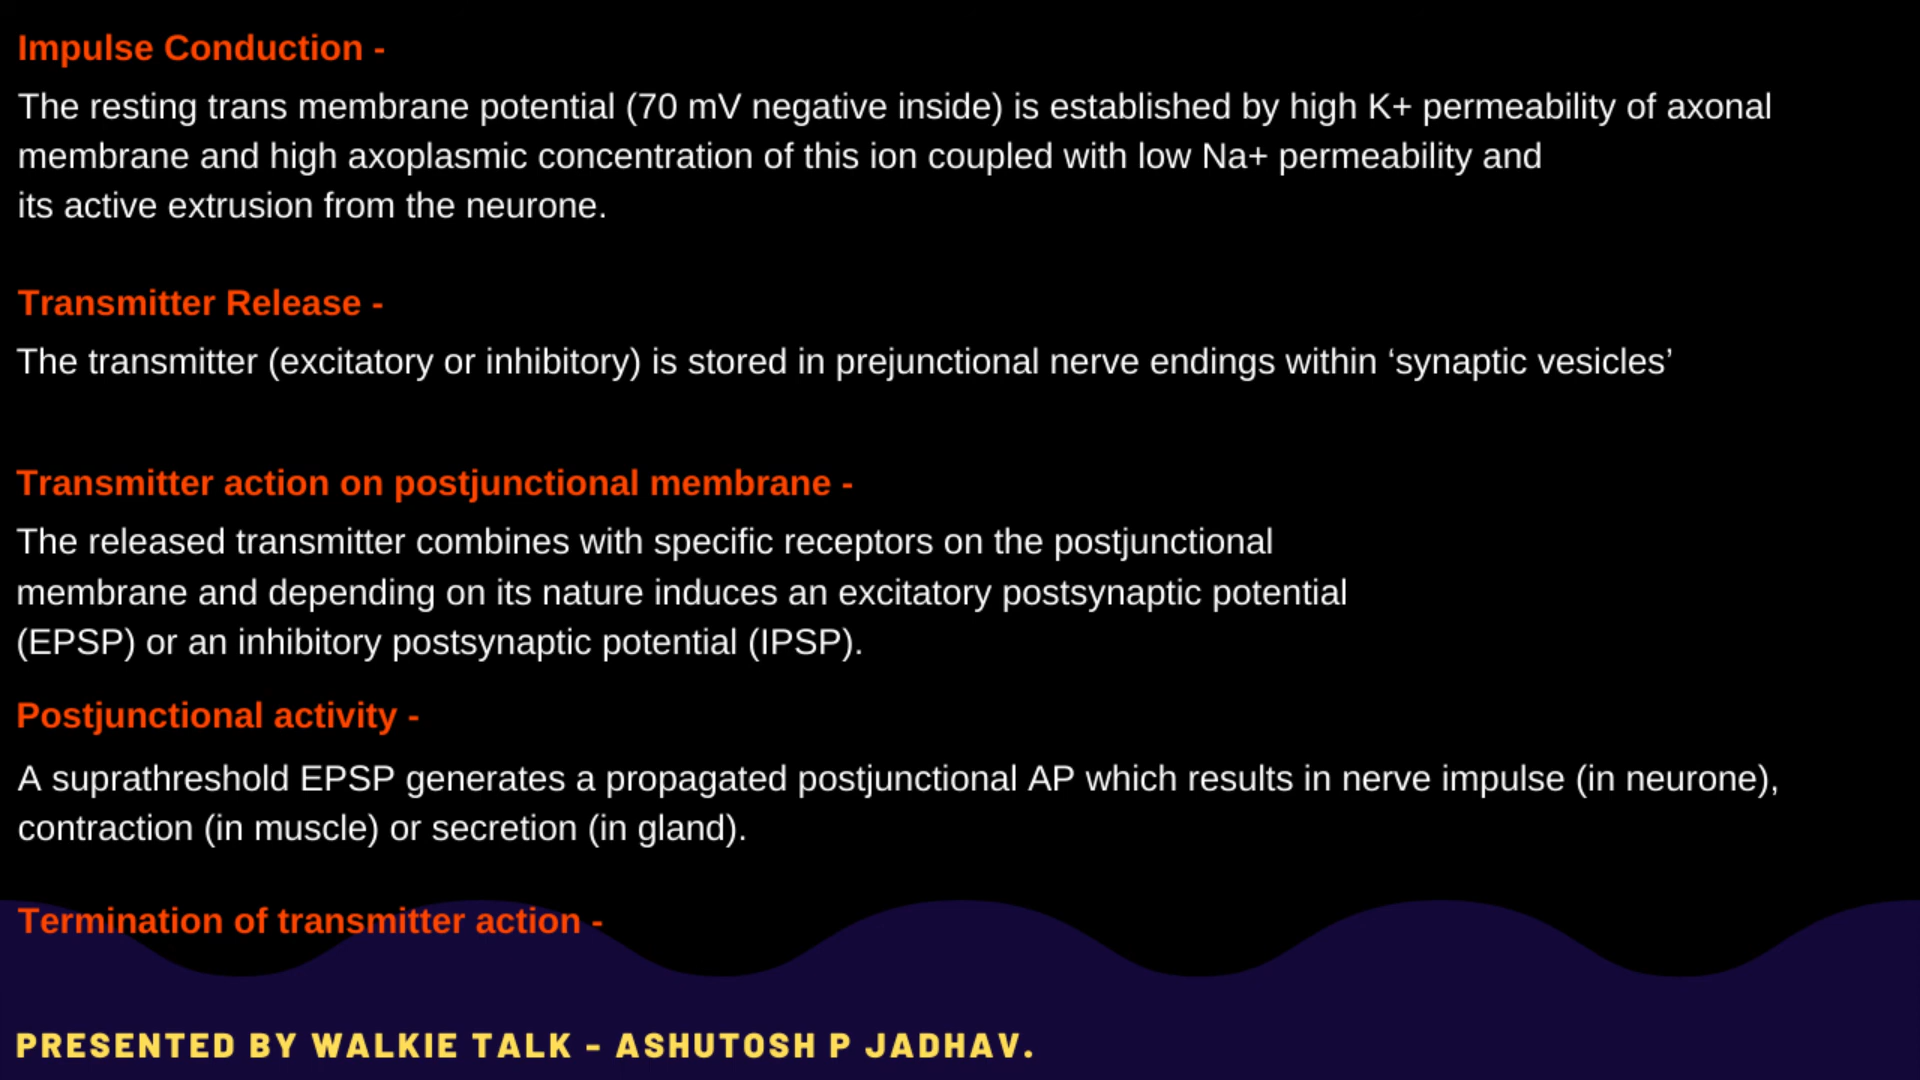 Impulse Conduction -
The resting trans membrane potential (70 mV negative inside) is established by high K+ permeability of axonal
membrane and high axoplasmic concentration of this ion coupled with low Na+ permeability and
its active extrusion from the neurone.
Transmitter Release -
The transmitter (excitatory or inhibitory) is stored in prejunctional nerve endings within ‘synaptic vesicles’
Transmitter action on postjunctional membrane -
The released transmitter combines with specific receptors on the postjunctional
membrane and depending on its nature induces an excitatory postsynaptic potential
(EPSP) or an inhibitory postsynaptic potential (IPSP).
Postjunctional activity -
A suprathreshold EPSP generates a propagated postjunctional AP which results in nerve impulse (in neurone),
contraction (in muscle) or secretion (in gland).
Termination of transmitter action -
PRESENTED BY WALKIE TALK - ASHUTOSH P JADHAV.